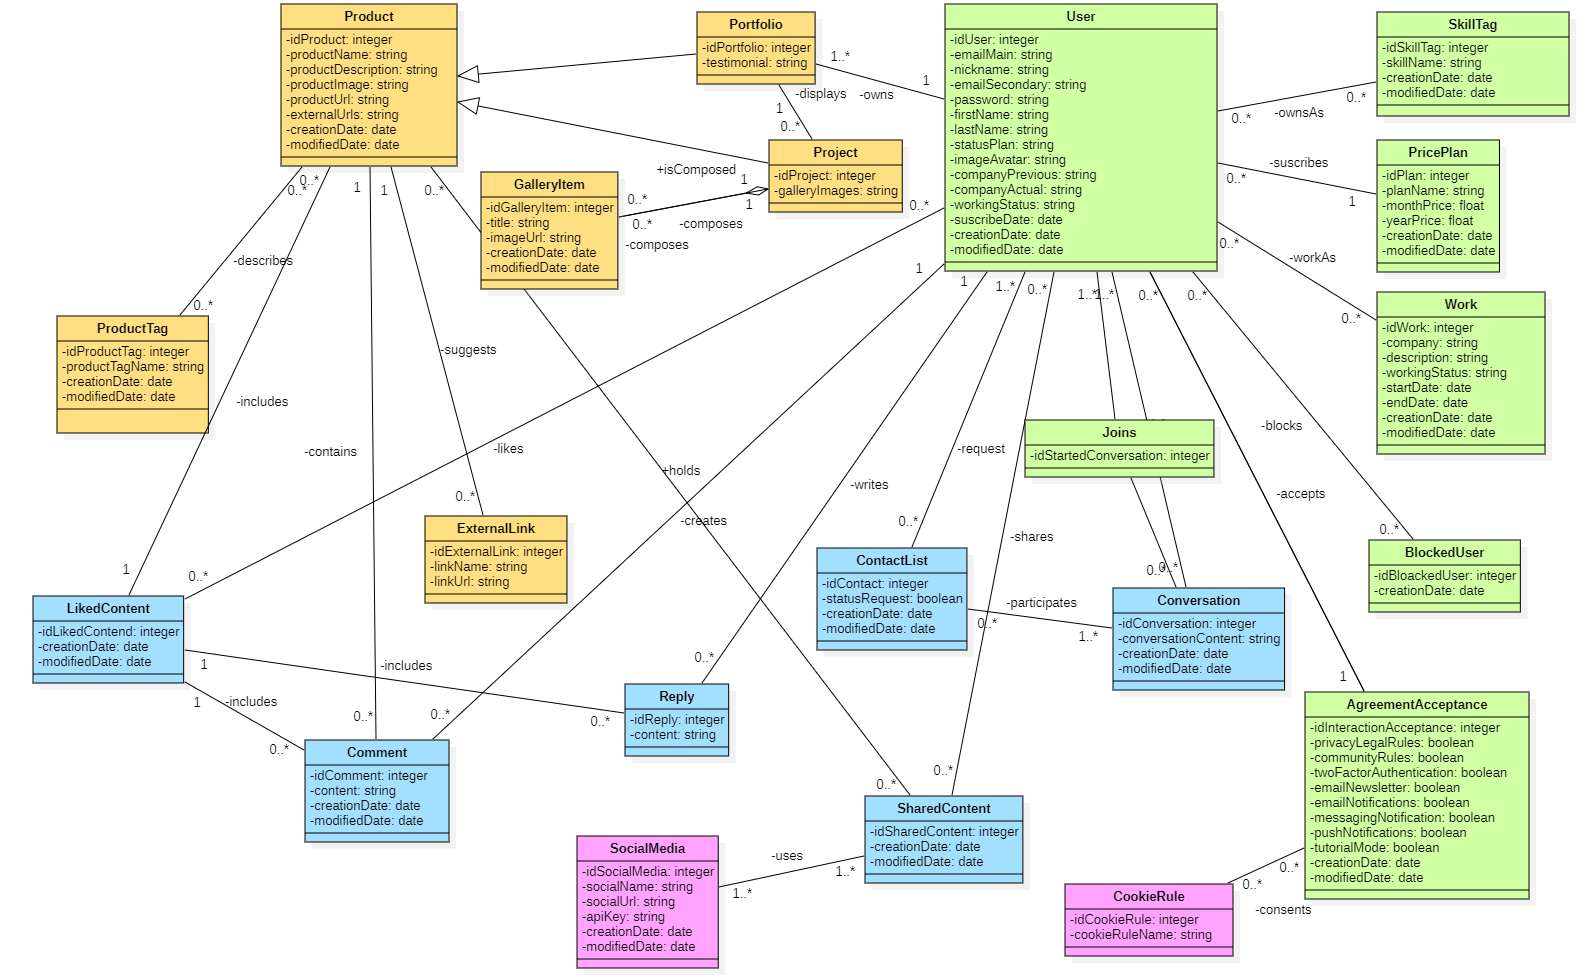 Product
-idProduct: integer
-productName: string
-productDescription: string
-productImage: string
-productUrl: string
-externalUrls: string
-creationDate: date
-modifiedDate: date
Portfolio
-idPortfolio: integer
-testimonial: string
1..*
1
-owns
-displays
1
0..*
Project
-idProject: integer
-galleryImages: string
+isComposed
1
1
0..*
0..*
-composes
-composes
GalleryItem
-idGalleryItem: integer
-title: string
-imageUrl: string
-creationDate: date
-modifiedDate: date
User
-idUser: integer
-emailMain: string
-nickname: string
-emailSecondary: string
-password: string
-firstName: string
-lastName: string
-statusPlan: string
-imageAvatar: string
-companyPrevious: string
-companyActual: string
-workingStatus: string
-suscribeDate: date
-creationDate: date
-modifiedDate: date
SkillTag
-idSkillTag: integer
-skillName: string
-creationDate: date
-modifiedDate: date
0..*
0..*
-ownsAs
PricePlan
-idPlan: integer
-planName: string
-monthPrice: float
-yearPrice: float
-creationDate: date
-modifiedDate: date
-suscribes
0..*
1
Work
-idWork: integer
-company: string
-description: string
-workingStatus: string
-startDate: date
-endDate: date
-creationDate: date
-modifiedDate: date
0..*
-workAs
0..*
0..*
0..*
1
1
0..*
-describes
0..*
ProductTag
-idProductTag: integer
-productTagName: string
-creationDate: date
-modifiedDate: date
-includes
1
-contains
0..*
-suggests
0..*
ExternalLink
-idExternalLink: integer
-linkName: string
-linkUrl: string
0..*
-likes
0..*
+holds
0..*
1
-creates
0..*
1
-writes
0..*
1..*
-request
0..*
0..*
-shares
0..*
1..*
1..*
0..*
0..*
Joins
-idStartedConversation: integer
0..*
-accepts
1
0..*
-blocks
0..*
BlockedUser
-idBloackedUser: integer
-creationDate: date
ContactList
-idContact: integer
-statusRequest: boolean
-creationDate: date
-modifiedDate: date
-participates
0..*
1..*
Conversation
-idConversation: integer
-conversationContent: string
-creationDate: date
-modifiedDate: date
LikedContent
-idLikedContend: integer
-creationDate: date
-modifiedDate: date
1
-includes
0..*
1
-includes
0..*
Reply
-idReply: integer
-content: string
Comment
-idComment: integer
-content: string
-creationDate: date
-modifiedDate: date
SharedContent
-idSharedContent: integer
-creationDate: date
-modifiedDate: date
SocialMedia
-idSocialMedia: integer
-socialName: string
-socialUrl: string
-apiKey: string
-creationDate: date
-modifiedDate: date
-uses
1..*
1..*
AgreementAcceptance
-idInteractionAcceptance: integer
-privacyLegalRules: boolean
-communityRules: boolean
-twoFactorAuthentication: boolean
-emailNewsletter: boolean
-emailNotifications: boolean
-messagingNotification: boolean
-pushNotifications: boolean
-tutorialMode: boolean
-creationDate: date
-modifiedDate: date
0..*
0..*
-consents
CookieRule
-idCookieRule: integer
-cookieRuleName: string